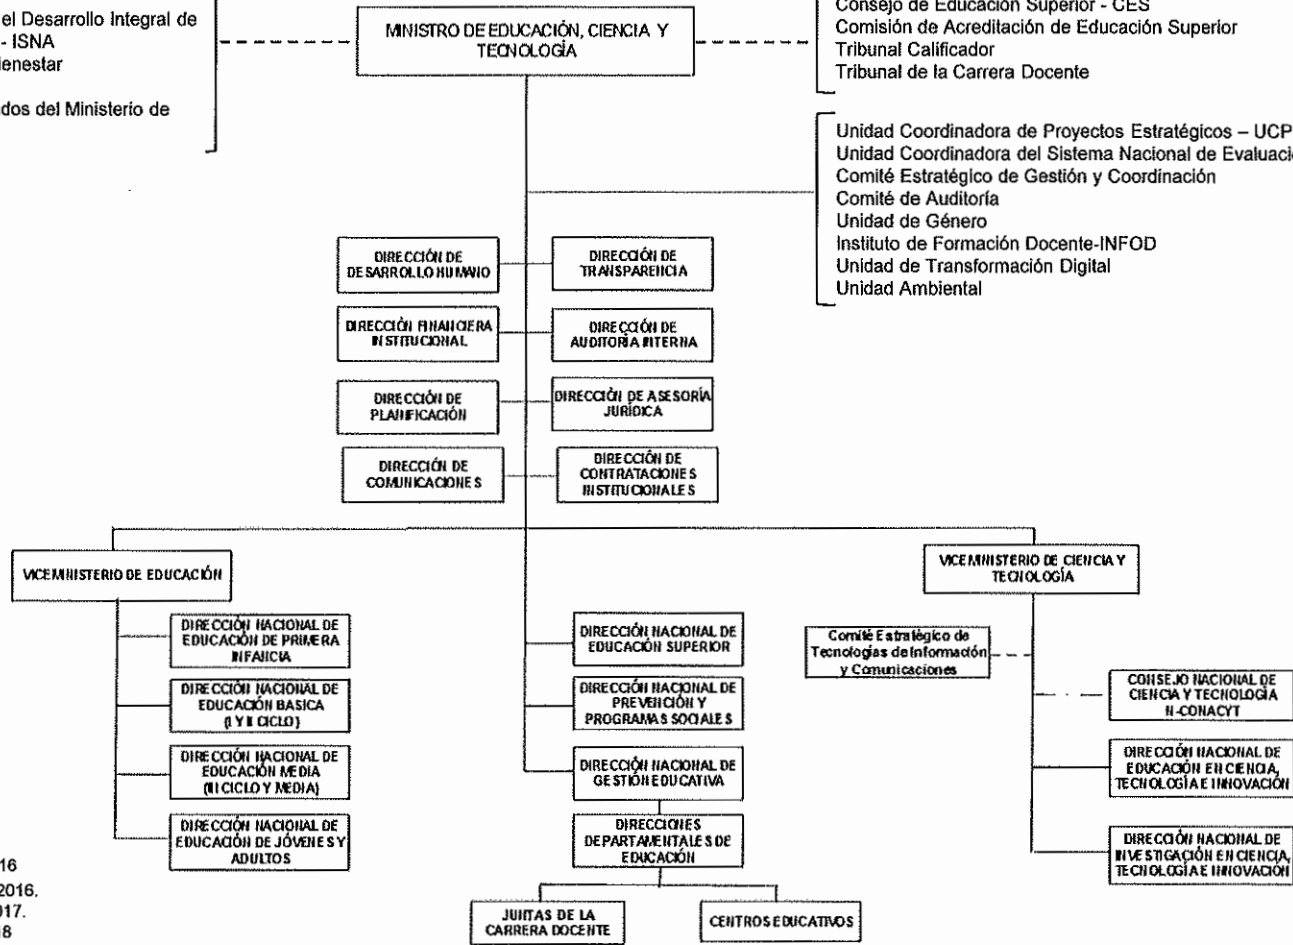 el Desarrollo Integral de
- ISNA
ienestar
dos del Ministerio de
MINISTRO DE EDUCACIÓN, CIENCIA Y
TECNOLOGÍA
Consejo de Educación Superior - CES
Comisión de Acreditación de Educación Superior
Tribunal Calificador
Tribunal de la Carrera Docente
Unidad Coordinadora de Proyectos Estratégicos – UCP
Unidad Coordinadora del Sistema Nacional de Evaluaci
Comité Estratégico de Gestión y Coordinación
Comité de Auditoría
Unidad de Género
Instituto de Formación Docente-INFOD
Unidad de Transformación Digital
Unidad Ambiental
DIRECCIÓN DE
DESARROLLO HUMANO
DIRECCIÓN DE
TRANSPARENCIA
DIRECCIÓN FINANCIERA
INSTITUCIONAL
DIRECCIÓN DE
AUDITORÍA INTERNA
DIRECCIÓN DE
PLANIFICACIÓN
DIRECCIÓN DE ASESORÍA
JURÍDICA
DIRECCIÓN DE
COMUNICACIONES
DIRECCIÓN DE
CONTRATACIONES
INSTITUCIONALES
VICEMINISTERIO DE EDUCACIÓN
DIRECCIÓN NACIONAL DE
EDUCACIÓN DE PRIMERA
INFANCIA
DIRECCIÓN NACIONAL DE
EDUCACIÓN BASICA
(I Y II CICLO)
DIRECCIÓN NACIONAL DE
EDUCACIÓN MEDIA
(III CICLO Y MEDIA)
DIRECCIÓN NACIONAL DE
EDUCACIÓN DE JÓVENES Y
ADULTOS
DIRECCIÓN NACIONAL DE
EDUCACIÓN SUPERIOR
DIRECCIÓN NACIONAL DE
PREVENCIÓN Y
PROGRAMAS SOCIALES
DIRECCIÓN NACIONAL DE
GESTIÓN EDUCATIVA
DIRECCIONES
DEPARTAMENTALES DE
EDUCACIÓN
JUNTAS DE LA
CARRERA DOCENTE
CENTROS EDUCATIVOS
VICEMINISTERIO DE CIENCIA Y
TECNOLOGÍA
Comité Estratégico de
Tecnologías de Información
y Comunicaciones
CONSEJO NACIONAL DE
CIENCIA Y TECNOLOGÍA
N-CONACYT
DIRECCIÓN NACIONAL DE
EDUCACIÓN EN CIENCIA,
TECNOLOGÍA E INNOVACIÓN
DIRECCIÓN NACIONAL DE
INVESTIGACIÓN EN CIENCIA,
TECNOLOGÍA E INNOVACIÓN
16
2016.
17.
18